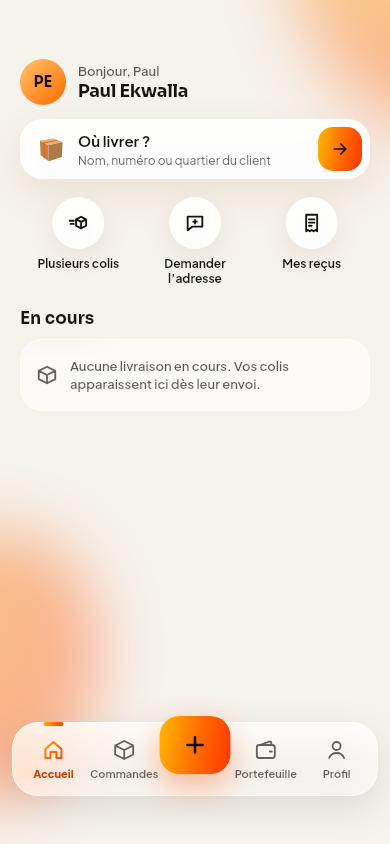 PE
Bonjour, Paul
Paul Ekwalla
Où livrer ?
Nom, numéro ou quartier du client
Plusieurs colis
Demander
l'adresse
Mes reçus
En cours
Aucune livraison en cours. Vos colis
apparaissent ici dès leur envoi.
Accueil
Commandes
Portefeuille
Profil